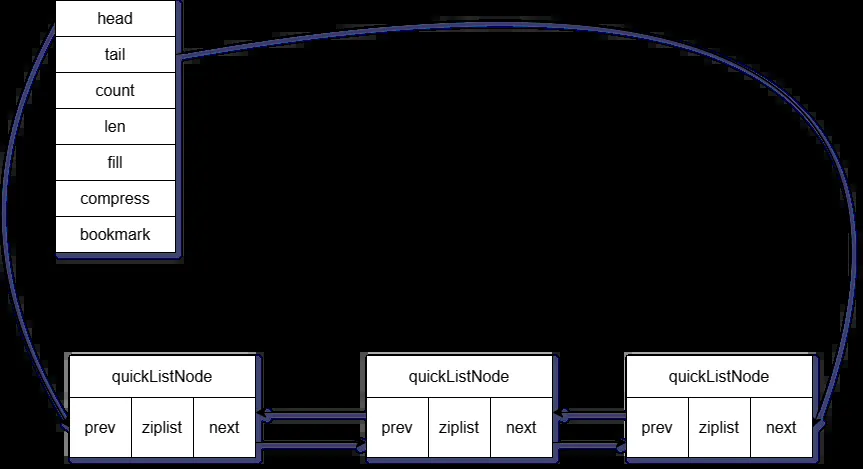 head
tail
count
len
fill
compress
bookmark
quickListNode quickListNode quickListNode
prev ziplist next prev ziplist next prev ziplist next